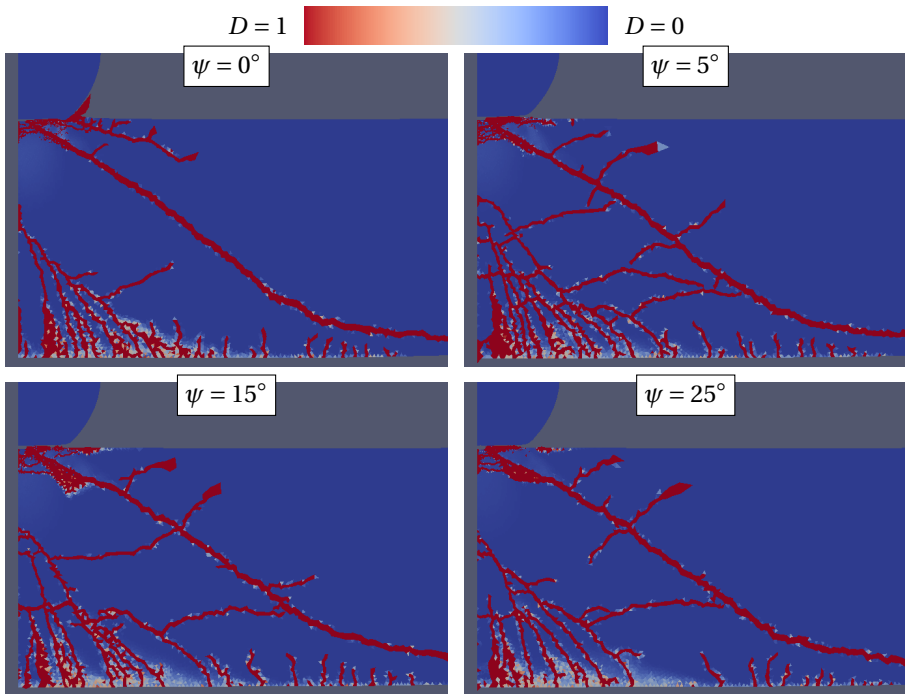 D = 1 D = 0
ψ = 0° ψ = 5°
ψ = 15° ψ = 25°